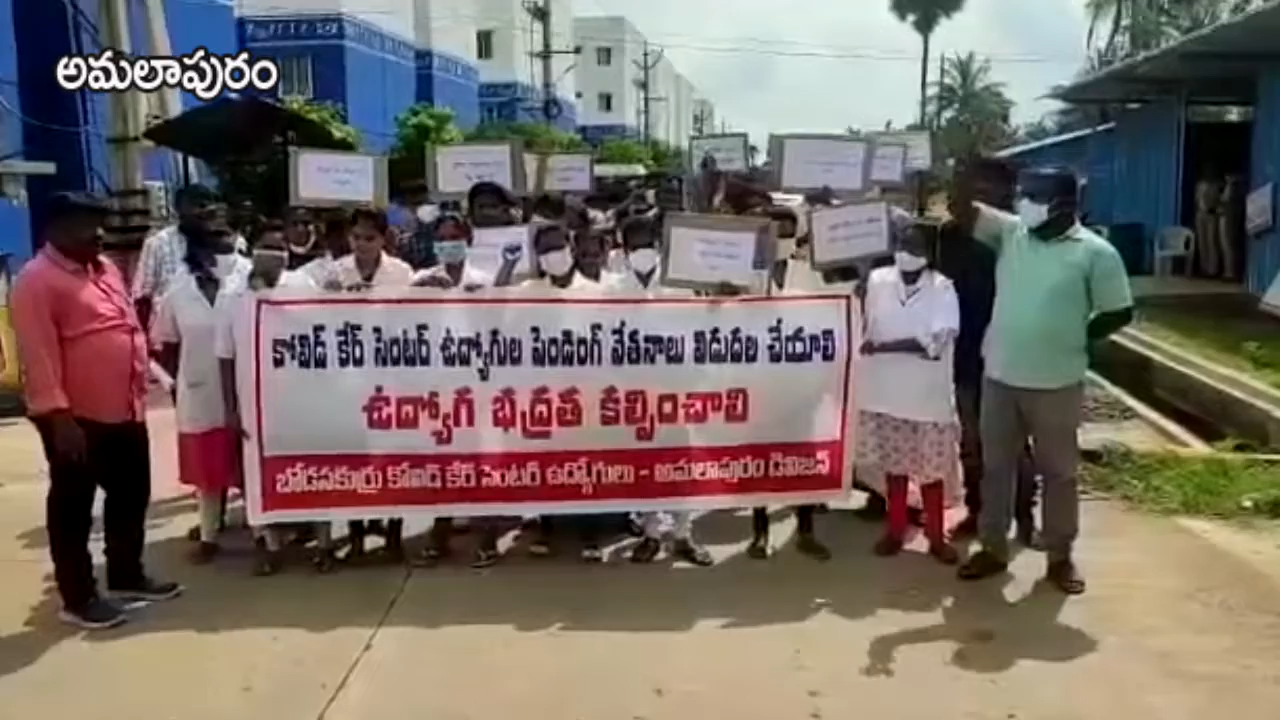 అమలాపురం
కోవిడ్ కేర్ సెంటర్ ఉద్యోగుల పెండింగ్ వేతనాలు విడుదల చేయాలి
ఉద్యోగ భద్రత కల్పించాలి
బోడసకుర్రు కోవిడ్ కేర్ సెంటర్ ఉద్యోగులు - అమలాపురం డివిజన్